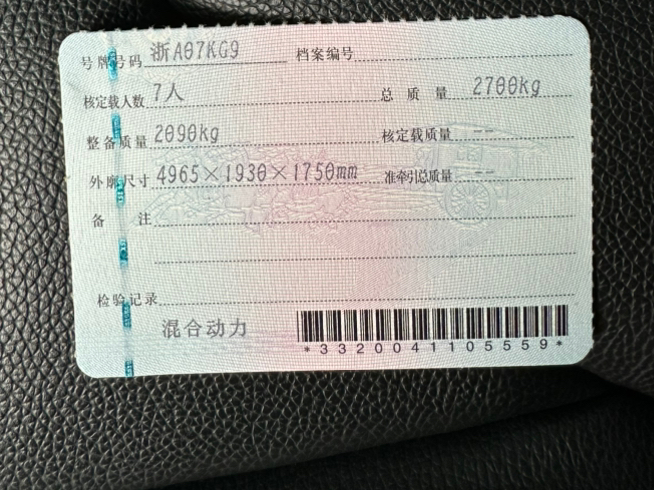 号牌号码 浙A07KG9 档案编号
核定载人数 7人 总质量 2700kg
整备质量 2090kg 核定载质量 --
外廓尺寸 4965×1930×1750mm 准牵引总质量 --
备注
检验记录
混合动力
*3320041105559*